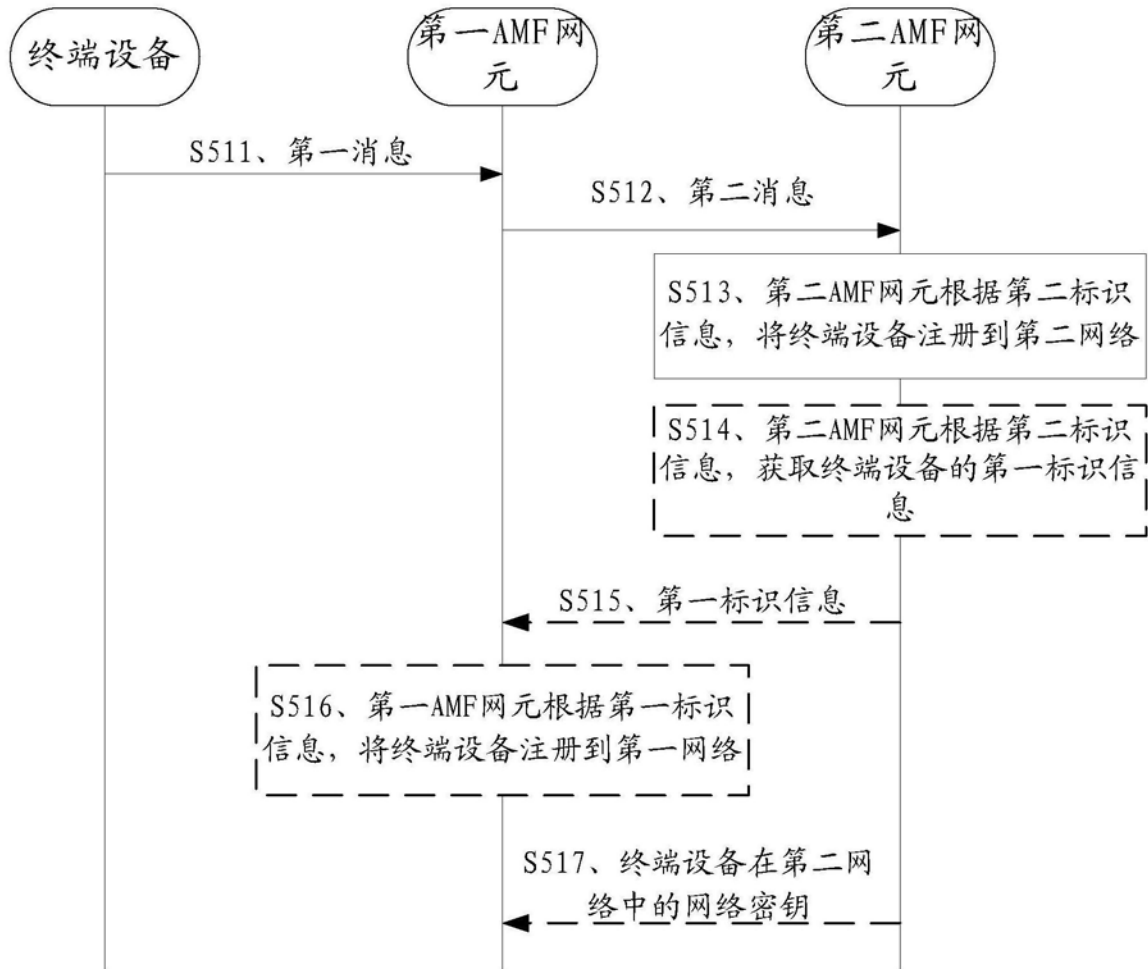 终端设备
第一AMF网
元
第二AMF网
元
S511、第一消息
S512、第二消息
S513、第二AMF网元根据第二标识
信息，将终端设备注册到第二网络
S514、第二AMF网元根据第二标识
信息，获取终端设备的第一标识信
息
S515、第一标识信息
S516、第一AMF网元根据第一标识
信息，将终端设备注册到第一网络
S517、终端设备在第二网
络中的网络密钥